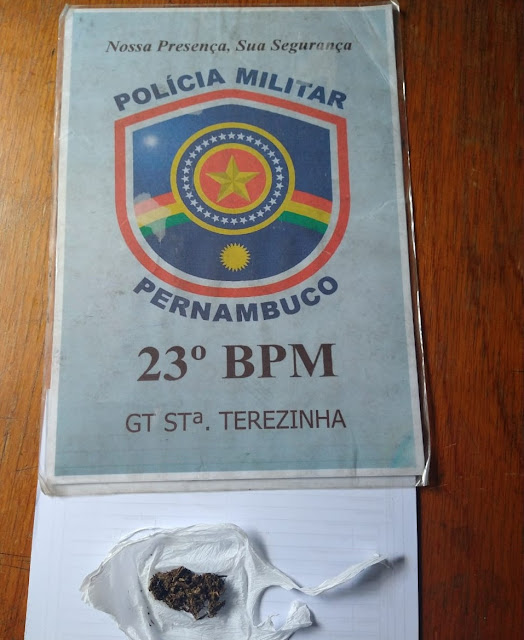 Nossa Presença, Sua Segurança
POLÍCIA MILITAR
PERNAMBUCO
23º BPM
GT STª. TEREZINHA